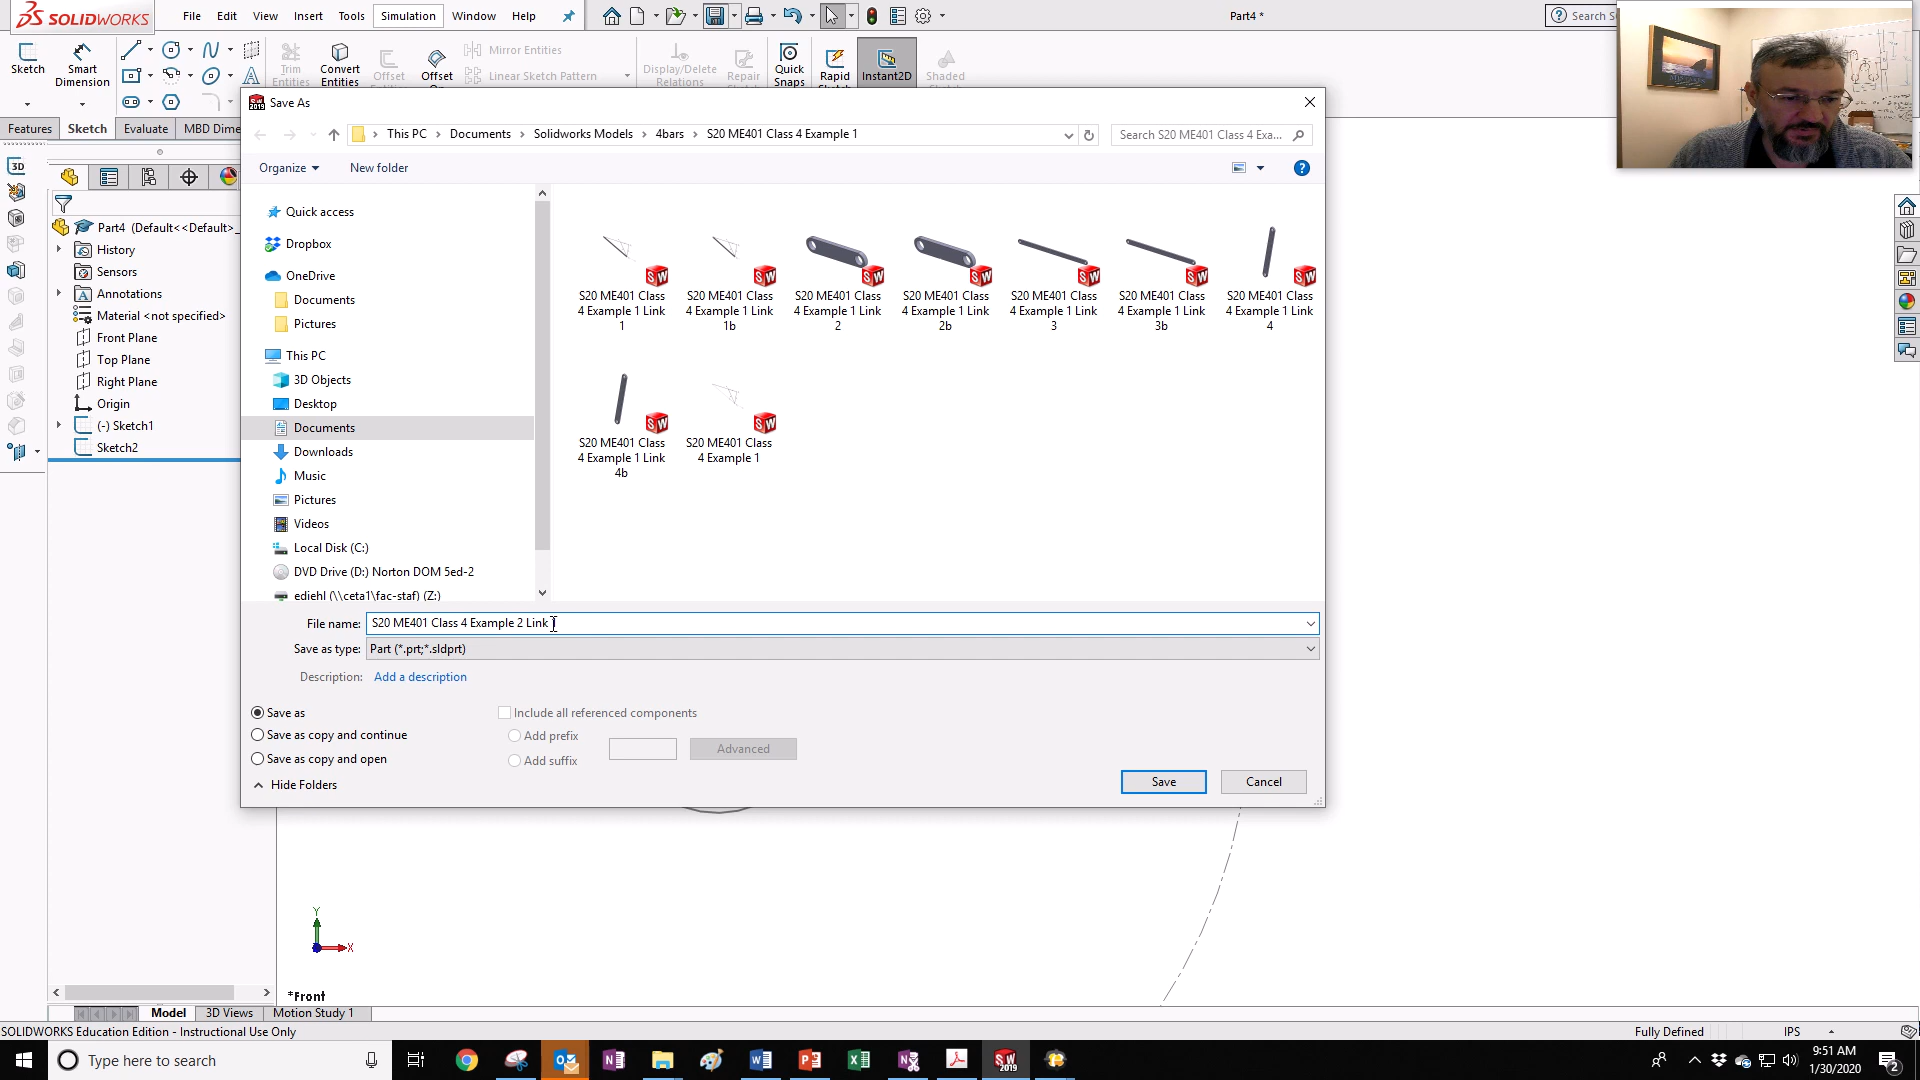 SOLIDWORKS File Edit View Insert Tools Simulation Window Help Part4 * Search S
Sketch Smart Dimension Trim Entities Convert Entities Offset Entities Offset On Mirror Entities Linear Sketch Pattern Display/Delete Relations Repair Quick Snaps Rapid Sketch Instant2D Shaded
Features Sketch Evaluate MBD Dime
Save As
This PC Documents Solidworks Models 4bars S20 ME401 Class 4 Example 1 Search S20 ME401 Class 4 Exa...
Organize New folder
Part4 (Default<<Default>_
History
Sensors
Annotations
Material <not specified>
Front Plane
Top Plane
Right Plane
Origin
(-) Sketch1
Sketch2
Quick access
Dropbox
OneDrive
Documents
Pictures
This PC
3D Objects
Desktop
Documents
Downloads
Music
Pictures
Videos
Local Disk (C:)
DVD Drive (D:) Norton DOM 5ed-2
ediehl (\\ceta1\fac-staf) (Z:)
S20 ME401 Class 4 Example 1 Link 1
S20 ME401 Class 4 Example 1 Link 1b
S20 ME401 Class 4 Example 1 Link 2
S20 ME401 Class 4 Example 1 Link 2b
S20 ME401 Class 4 Example 1 Link 3
S20 ME401 Class 4 Example 1 Link 3b
S20 ME401 Class 4 Example 1 Link 4
S20 ME401 Class 4 Example 1 Link 4b
S20 ME401 Class 4 Example 1
File name: S20 ME401 Class 4 Example 2 Link
Save as type: Part (*.prt;*.sldprt)
Description: Add a description
Save as
Save as copy and continue
Save as copy and open
Include all referenced components
Add prefix
Add suffix
Advanced
Hide Folders
Save Cancel
Y
X
*Front
Model 3D Views Motion Study 1
SOLIDWORKS Education Edition - Instructional Use Only Fully Defined IPS
Type here to search
9:51 AM
1/30/2020
2